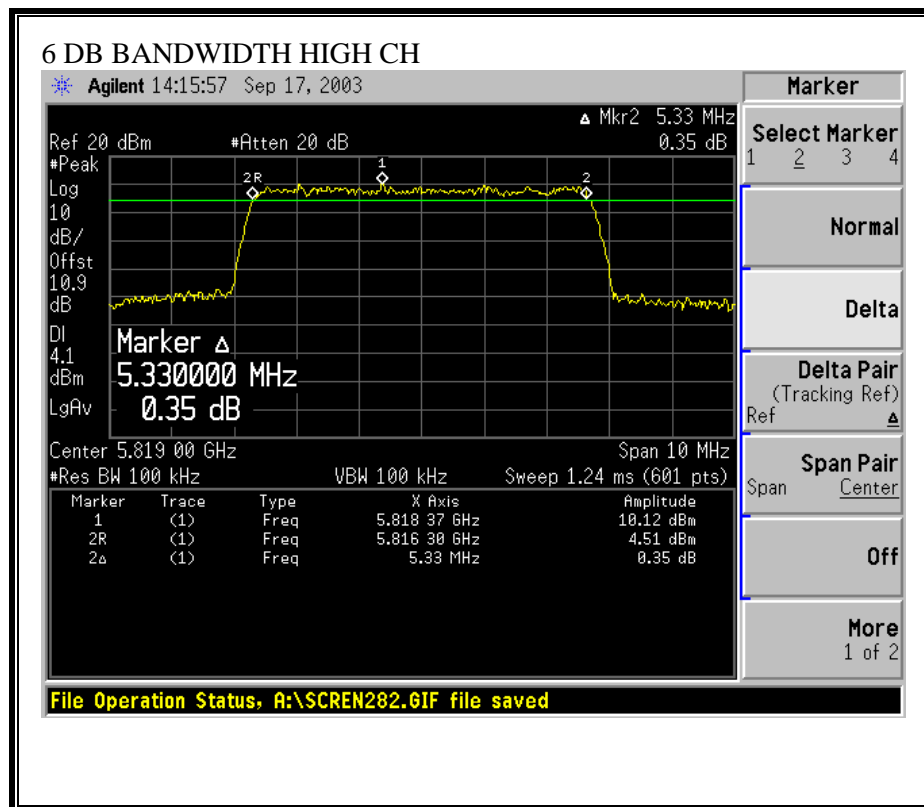 6 DB BANDWIDTH HIGH CH
Agilent 14:15:57 Sep 17, 2003
Marker
Δ Mkr2 5.33 MHz
Ref 20 dBm #Atten 20 dB 0.35 dB
Select Marker
1 2 3 4
#Peak
Log
10
dB/
Offst
10.9
dB
DI
4.1
dBm
LgAv
1
2R
2
Marker Δ
5.330000 MHz
0.35 dB
Normal
Delta
Delta Pair
(Tracking Ref)
Ref Δ
Center 5.819 00 GHz Span 10 MHz
#Res BW 100 kHz VBW 100 kHz Sweep 1.24 ms (601 pts)
Span Pair
Span Center
Marker Trace Type X Axis Amplitude
1 (1) Freq 5.818 37 GHz 10.12 dBm
2R (1) Freq 5.816 30 GHz 4.51 dBm
2Δ (1) Freq 5.33 MHz 0.35 dB
Off
More
1 of 2
File Operation Status, A:\SCREN282.GIF file saved